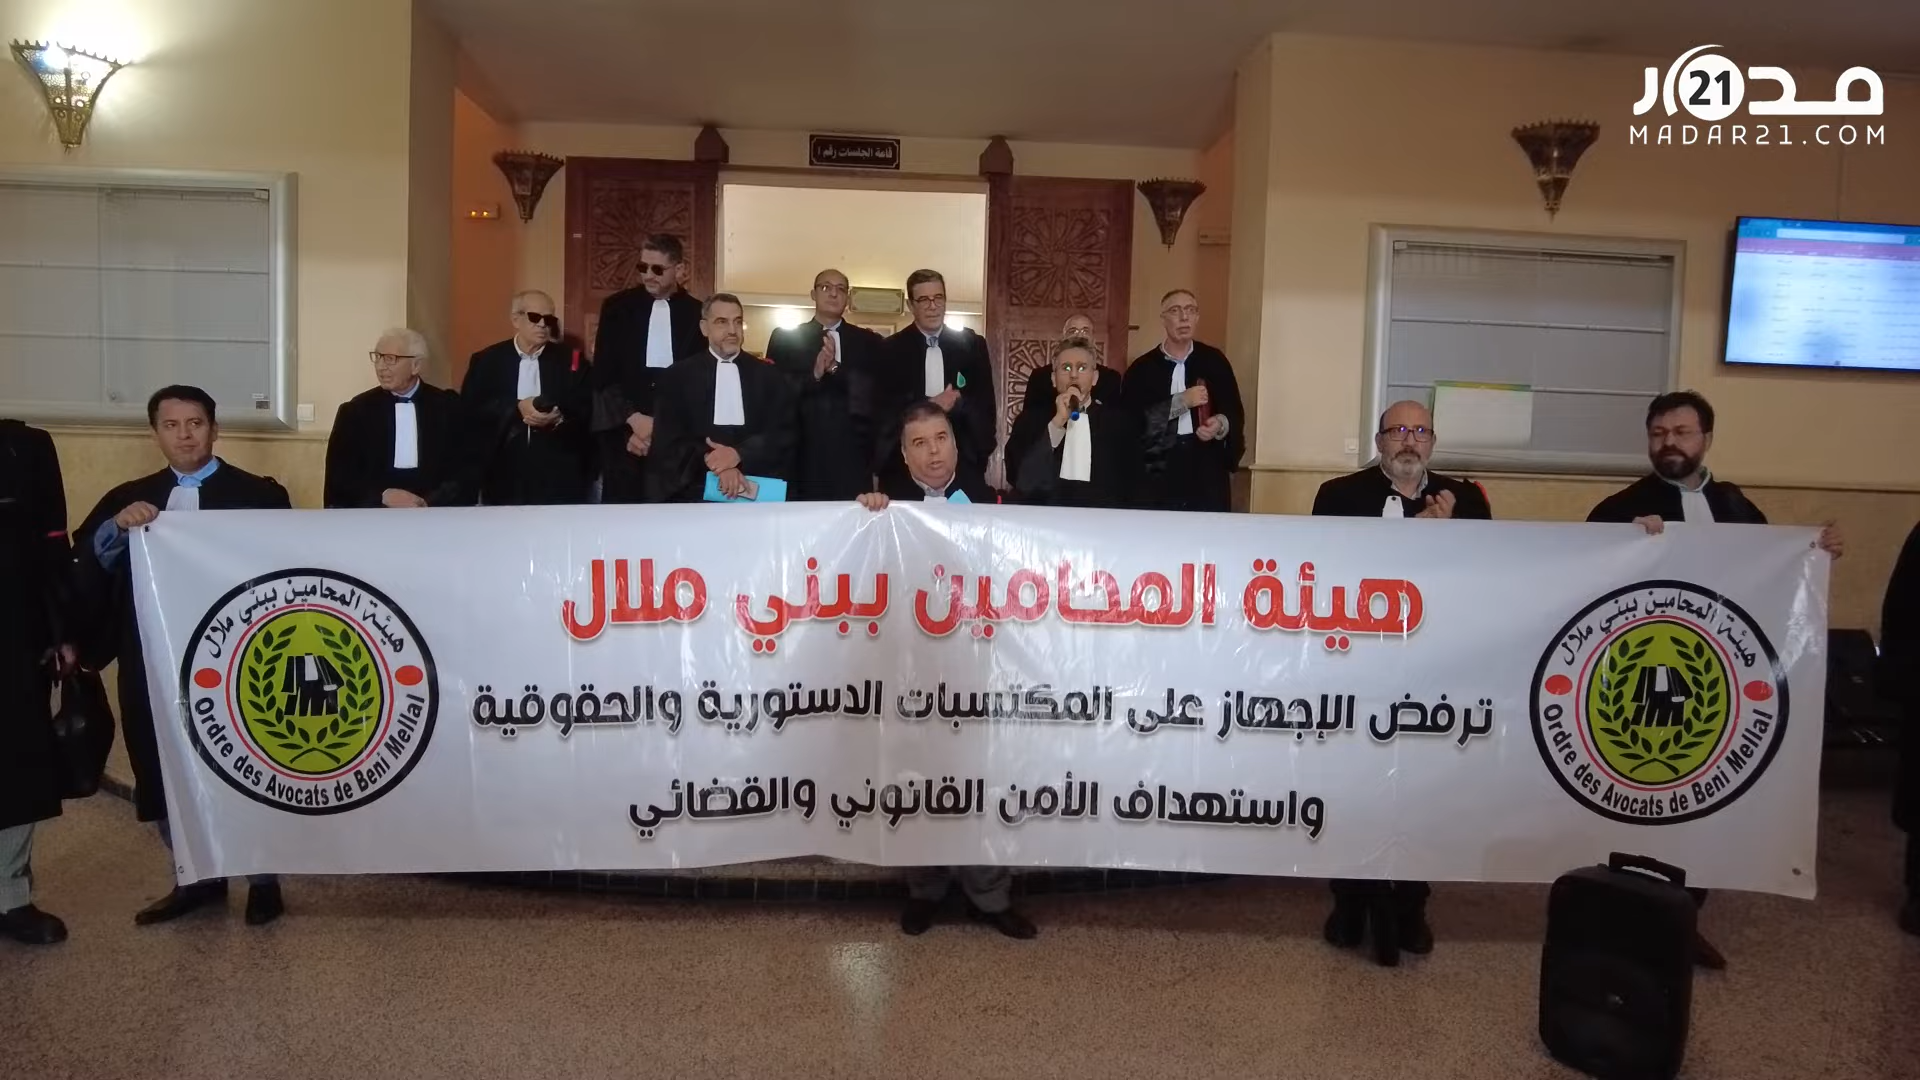 مدار 21
MADAR21.COM
قاعة الجلسات رقم 1
هيئة المحامين ببني ملال
ترفض الإجهاز على المكتسبات الدستورية والحقوقية
واستهداف الأمن القانوني والقضائي
هيئة المحامين ببني ملال
Ordre des Avocats de Beni Mellal
هيئة المحامين ببني ملال
Ordre des Avocats de Beni Mellal